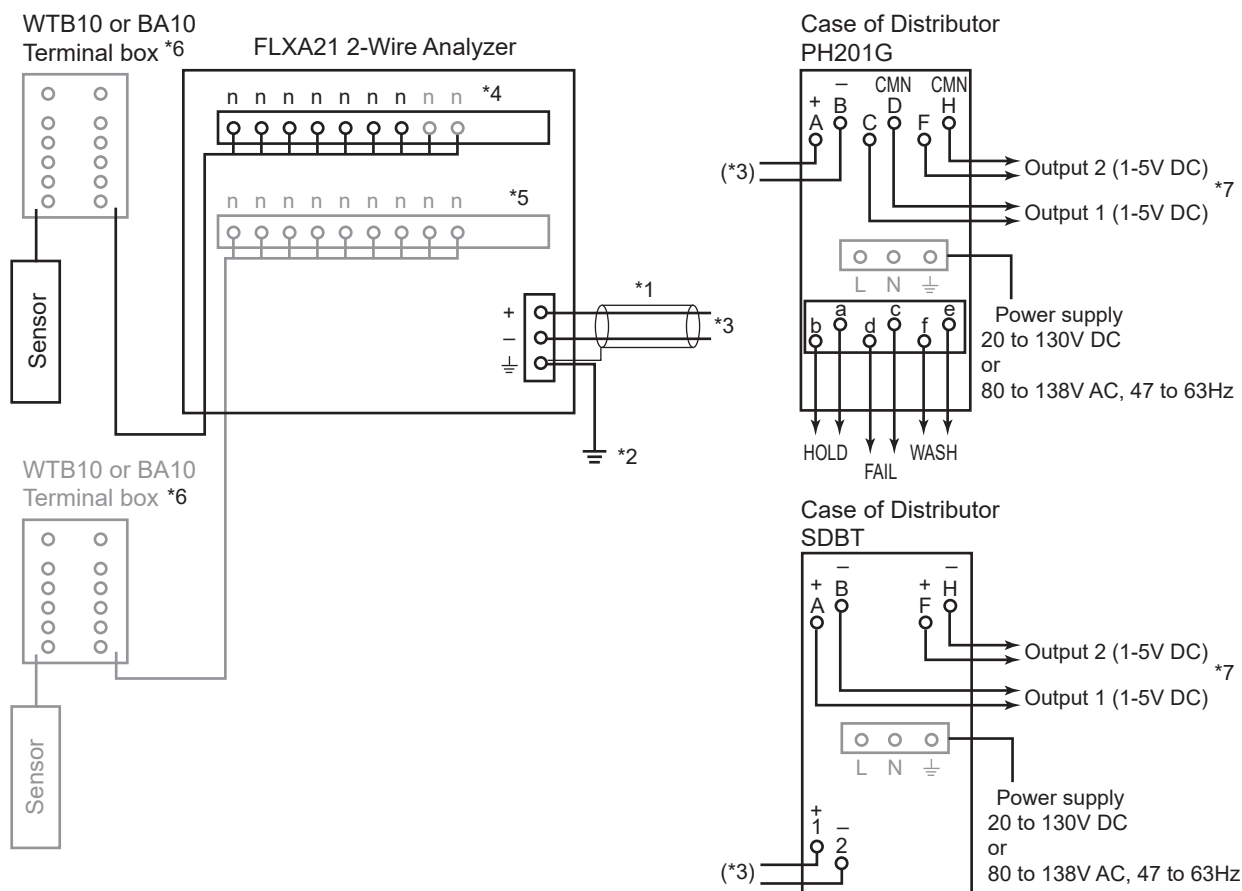 WTB10 or BA10
Terminal box *6
FLXA21 2-Wire Analyzer
n n n n n n n n n *4
n n n n n n n n n *5
Sensor
+
–
*1
*3
*2
WTB10 or BA10
Terminal box *6
Sensor
Case of Distributor
PH201G
– CMN CMN
+ B D H
A C F
(*3)
Output 2 (1-5V DC)
*7
Output 1 (1-5V DC)
L N
Power supply
20 to 130V DC
or
80 to 138V AC, 47 to 63Hz
a c e
b d f
HOLD
FAIL
WASH
Case of Distributor
SDBT
– –
+ B + H
A F
Output 2 (1-5V DC)
*7
Output 1 (1-5V DC)
L N
Power supply
20 to 130V DC
or
80 to 138V AC, 47 to 63Hz
+
1 –
2
(*3)